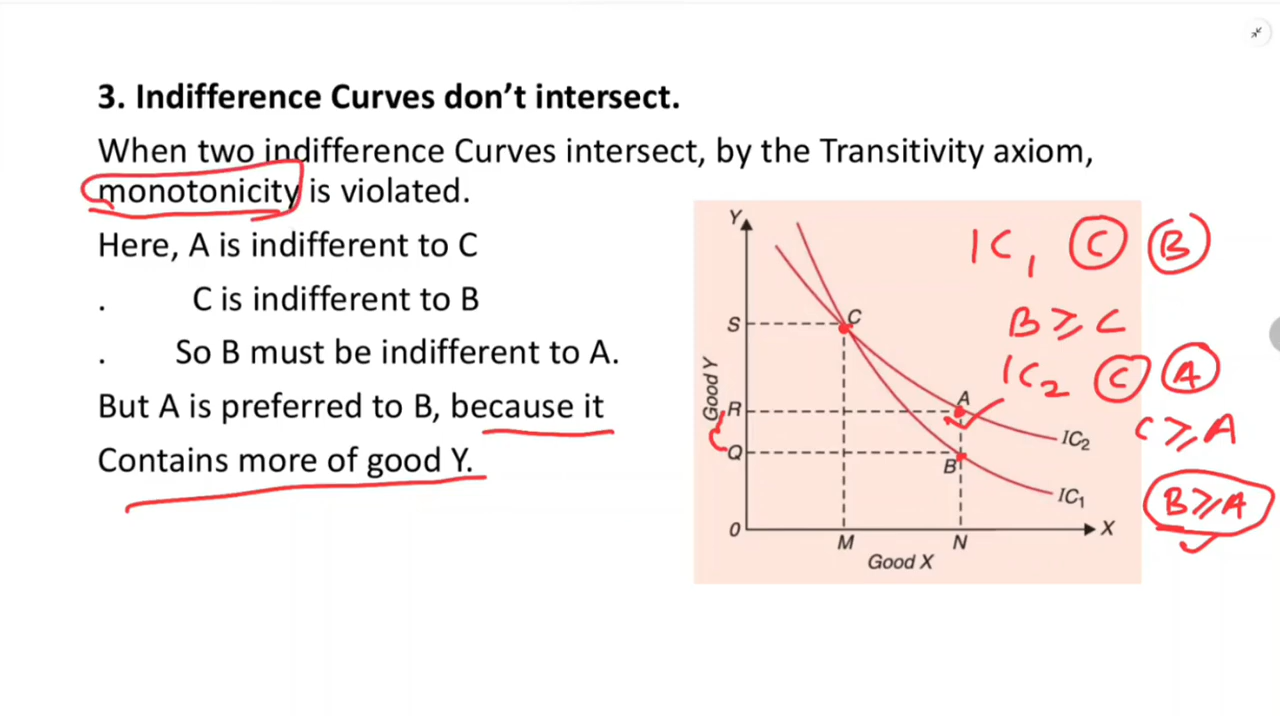 3. Indifference Curves don’t intersect.
When two indifference Curves intersect, by the Transitivity axiom,
monotonicity is violated.
Here, A is indifferent to C
. C is indifferent to B
. So B must be indifferent to A.
But A is preferred to B, because it
Contains more of good Y.
Y
S
C
Good Y
R
A
IC₂
Q
B
IC₁
0
M
N
X
Good X
IC₁ C B
B ⩾ C
IC₂ C A
C ⩾ A
B ⩾ A